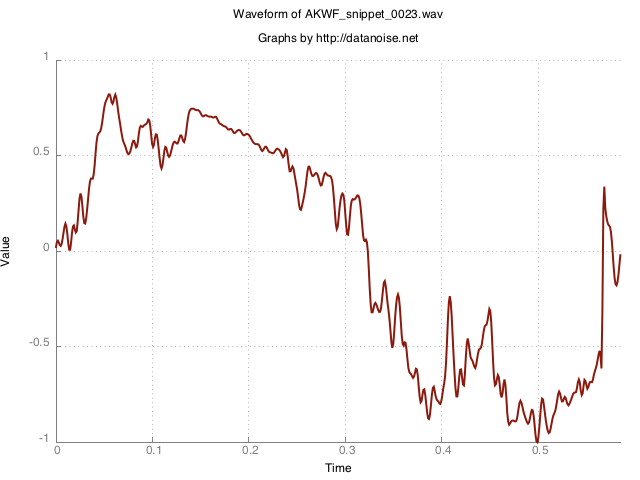 Waveform of AKWF_snippet_0023.wav
Graphs by http://datanoise.net
1
0.5
0
-0.5
-1
Value
0 0.1 0.2 0.3 0.4 0.5
Time